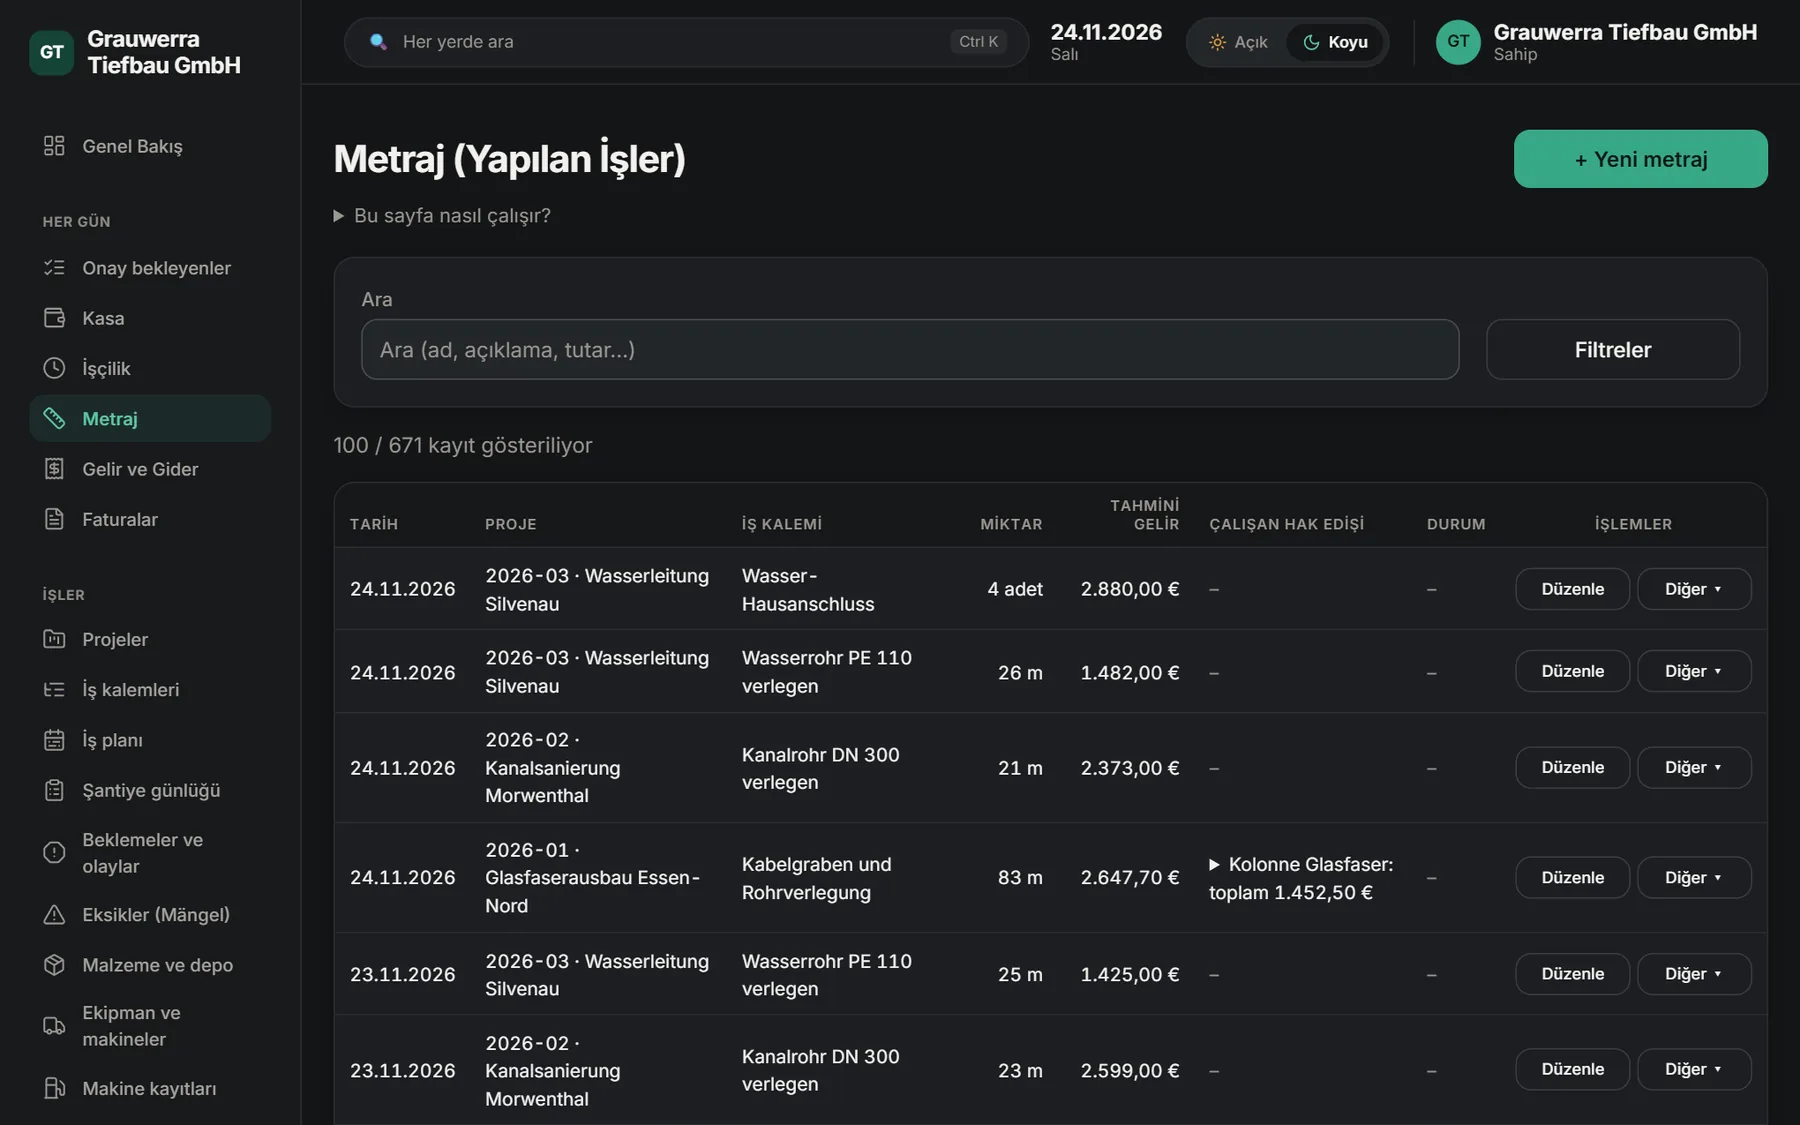 GT
Grauwerra
Tiefbau GmbH
Genel Bakış
HER GÜN
Onay bekleyenler
Kasa
İşçilik
Metraj
Gelir ve Gider
Faturalar
İŞLER
Projeler
İş kalemleri
İş planı
Şantiye günlüğü
Beklemeler ve
olaylar
Eksikler (Mängel)
Malzeme ve depo
Ekipman ve
makineler
Makine kayıtları
Her yerde ara
Ctrl K
24.11.2026
Salı
Açık
Koyu
GT
Grauwerra Tiefbau GmbH
Sahip
Metraj (Yapılan İşler)
+ Yeni metraj
▶ Bu sayfa nasıl çalışır?
Ara
Ara (ad, açıklama, tutar...)
Filtreler
100 / 671 kayıt gösteriliyor
TARİH PROJE İŞ KALEMİ MİKTAR TAHMİNİ GELİR ÇALIŞAN HAK EDİŞİ DURUM İŞLEMLER
24.11.2026
2026-03 · Wasserleitung
Silvenau
Wasser-
Hausanschluss
4 adet
2.880,00 €
–
–
Düzenle
Diğer ▾
24.11.2026
2026-03 · Wasserleitung
Silvenau
Wasserrohr PE 110
verlegen
26 m
1.482,00 €
–
–
Düzenle
Diğer ▾
24.11.2026
2026-02 ·
Kanalsanierung
Morwenthal
Kanalrohr DN 300
verlegen
21 m
2.373,00 €
–
–
Düzenle
Diğer ▾
24.11.2026
2026-01 ·
Glasfaserausbau Essen-
Nord
Kabelgraben und
Rohrverlegung
83 m
2.647,70 €
▶ Kolonne Glasfaser:
toplam 1.452,50 €
–
Düzenle
Diğer ▾
23.11.2026
2026-03 · Wasserleitung
Silvenau
Wasserrohr PE 110
verlegen
25 m
1.425,00 €
–
–
Düzenle
Diğer ▾
23.11.2026
2026-02 ·
Kanalsanierung
Morwenthal
Kanalrohr DN 300
verlegen
23 m
2.599,00 €
–
–
Düzenle
Diğer ▾